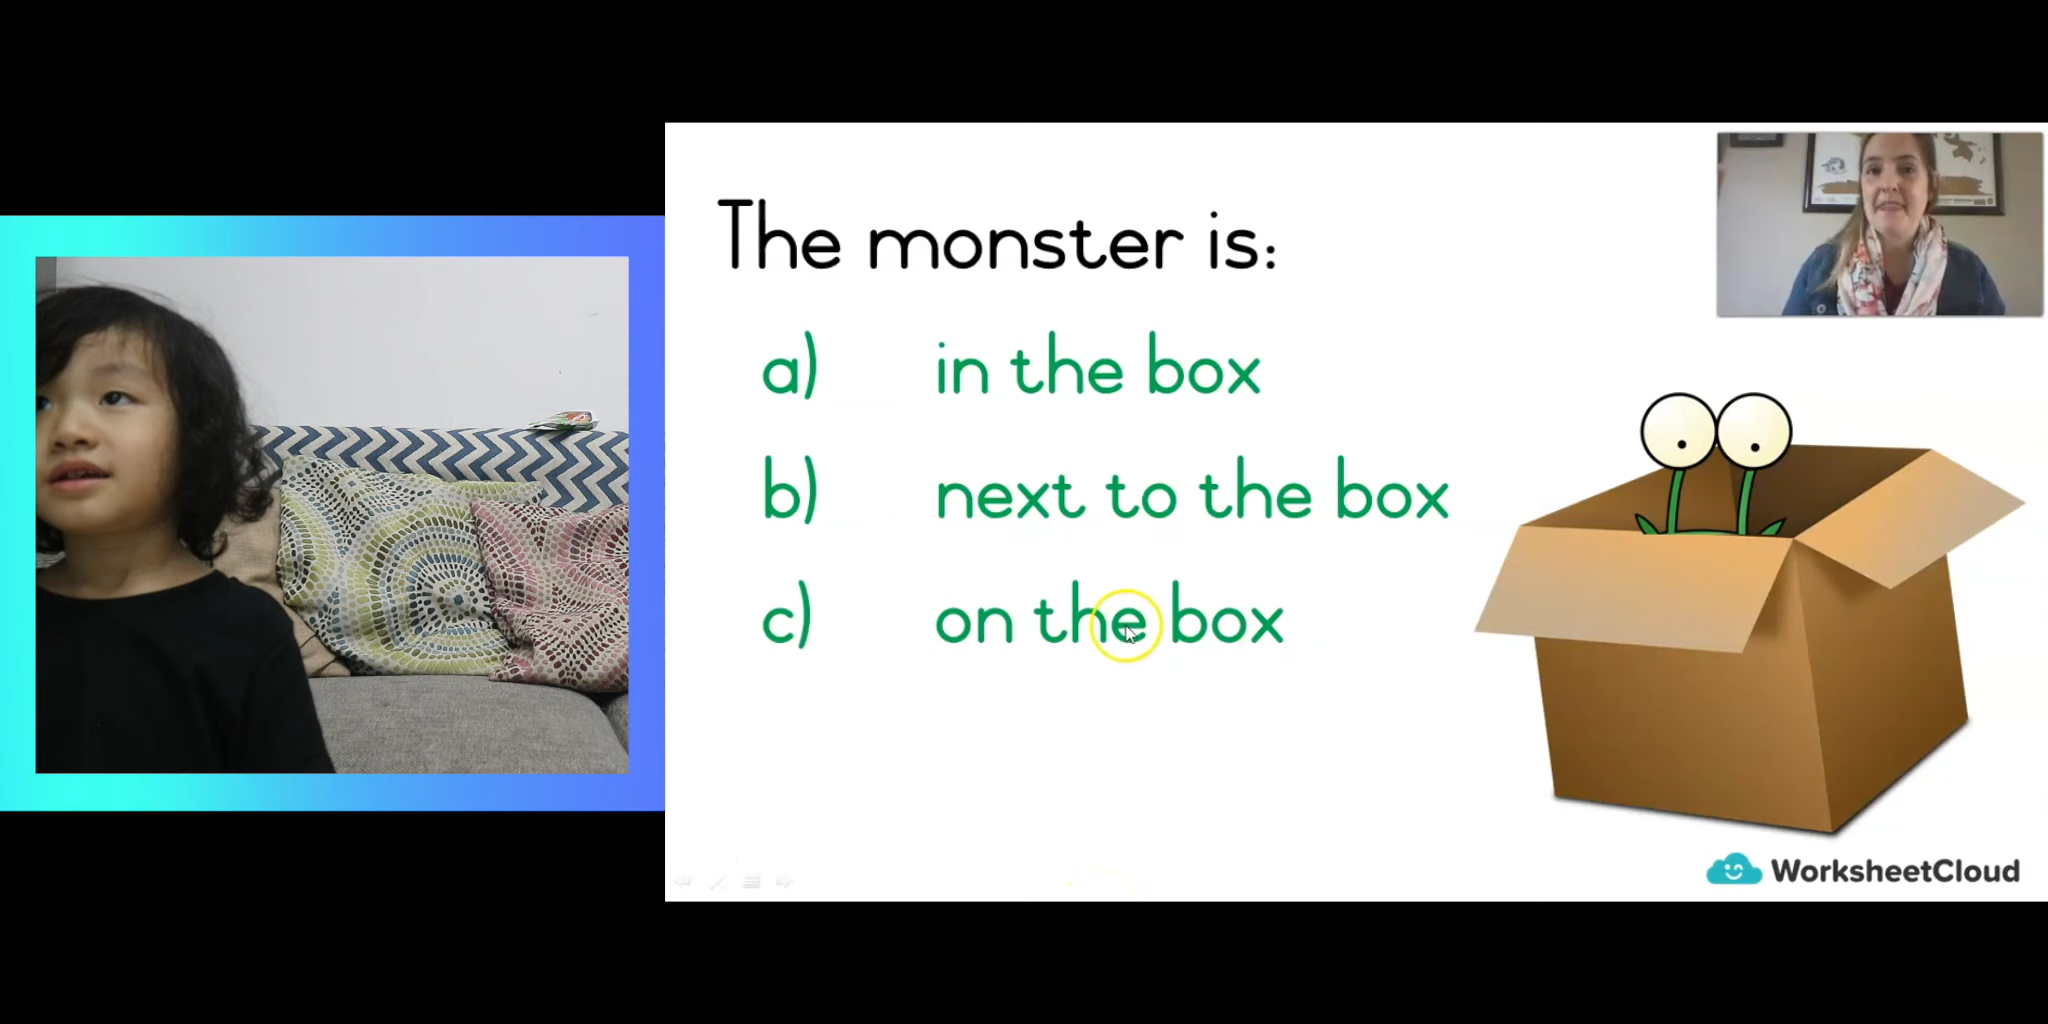 The monster is:
a) in the box
b) next to the box
c) on the box
WorksheetCloud